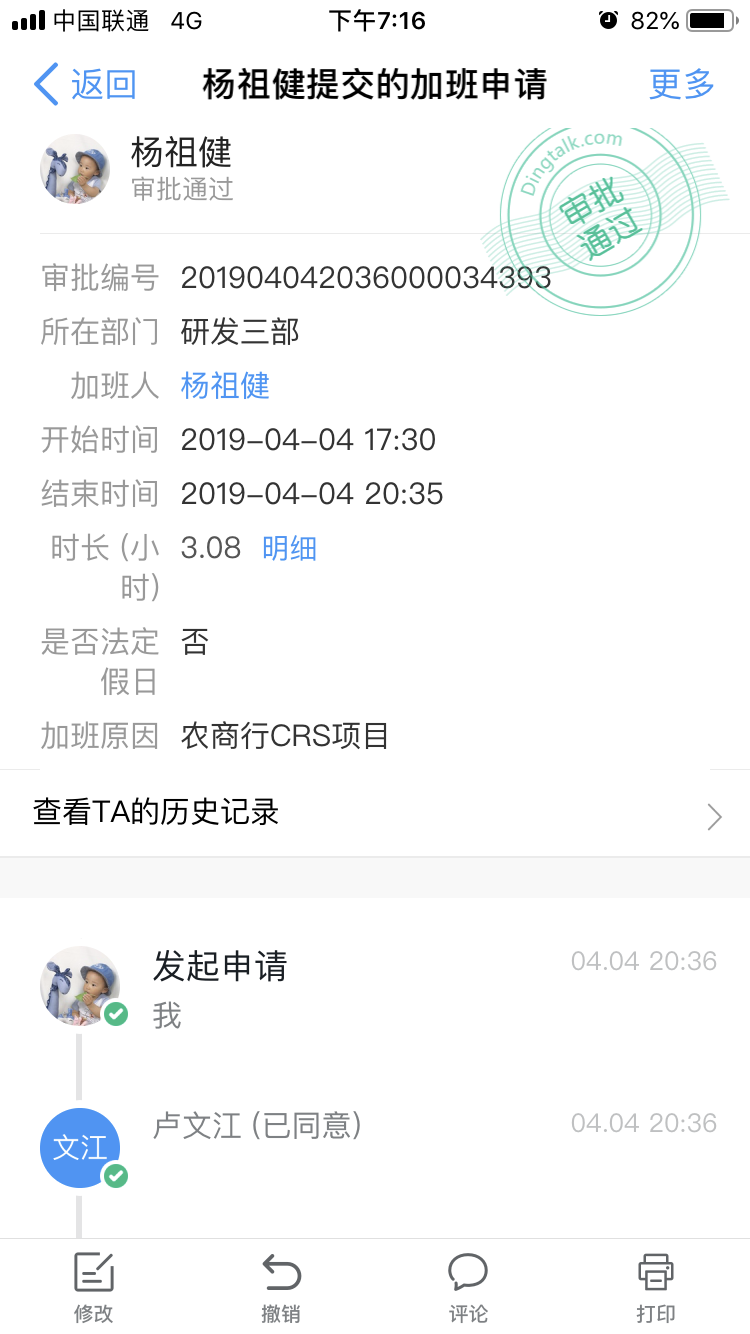 中国联通 4G 下午7:16 82%
返回 杨祖健提交的加班申请 更多
杨祖健
审批通过
Dingtalk.com
审批
通过
审批编号 201904042036000034393
所在部门 研发三部
加班人 杨祖健
开始时间 2019-04-04 17:30
结束时间 2019-04-04 20:35
时长 (小 3.08 明细
时)
是否法定 否
假日
加班原因 农商行CRS项目
查看TA的历史记录
发起申请 04.04 20:36
我
文江 卢文江 (已同意) 04.04 20:36
修改 撤销 评论 打印